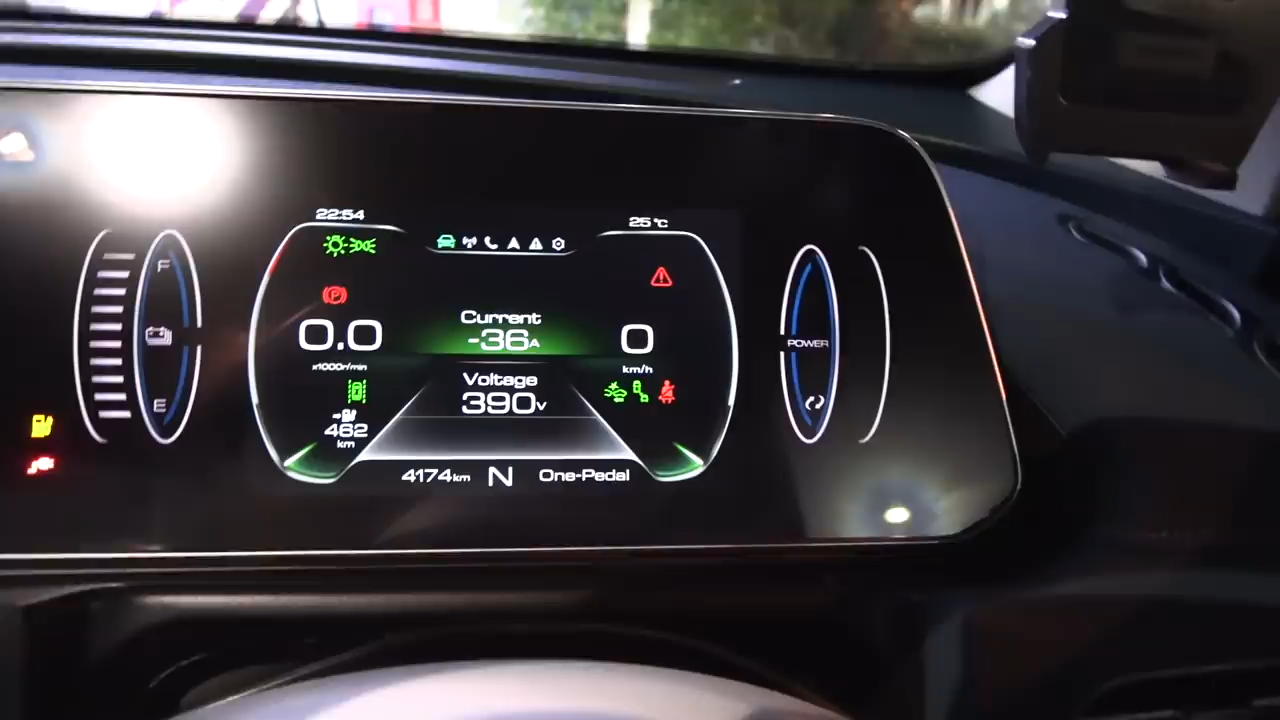 22:54
25 ℃
F
P
Current
0.0
-36A
0
POWER
x1000r/min
km/h
Voltage
390V
E
462
km
4174km N One-Pedal